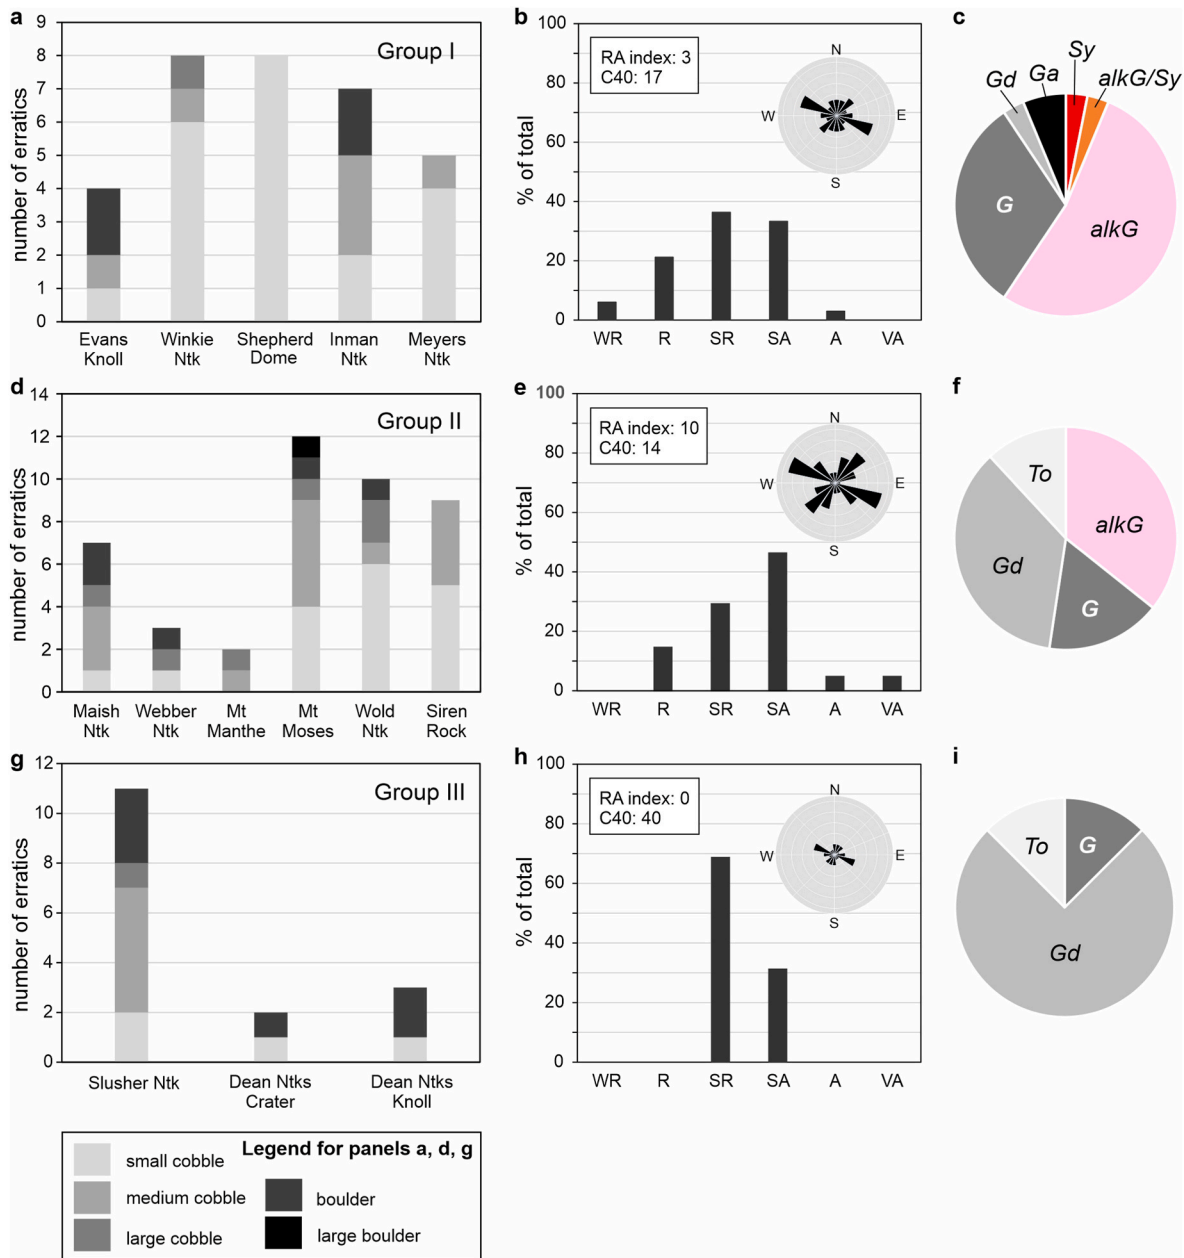 a
9
8
7
6
5
4
3
2
1
0
number of erratics
Group I
Evans
Knoll
Winkie
Ntk
Shepherd
Dome
Inman
Ntk
Meyers
Ntk
b
100
80
60
40
20
0
% of total
RA index: 3
C40: 17
N
W
E
S
WR
R
SR
SA
A
VA
c
Gd
Ga
Sy
alkG/Sy
G
alkG
d
14
12
10
8
6
4
2
0
number of erratics
Group II
Maish
Ntk
Webber
Ntk
Mt
Manthe
Mt
Moses
Wold
Ntk
Siren
Rock
e
100
80
60
40
20
0
% of total
RA index: 10
C40: 14
N
W
E
S
WR
R
SR
SA
A
VA
f
To
alkG
Gd
G
g
12
10
8
6
4
2
0
number of erratics
Group III
Slusher Ntk
Dean Ntks
Crater
Dean Ntks
Knoll
h
100
80
60
40
20
0
% of total
RA index: 0
C40: 40
N
W
E
S
WR
R
SR
SA
A
VA
i
To
G
Gd
Legend for panels a, d, g
small cobble
medium cobble
large cobble
boulder
large boulder